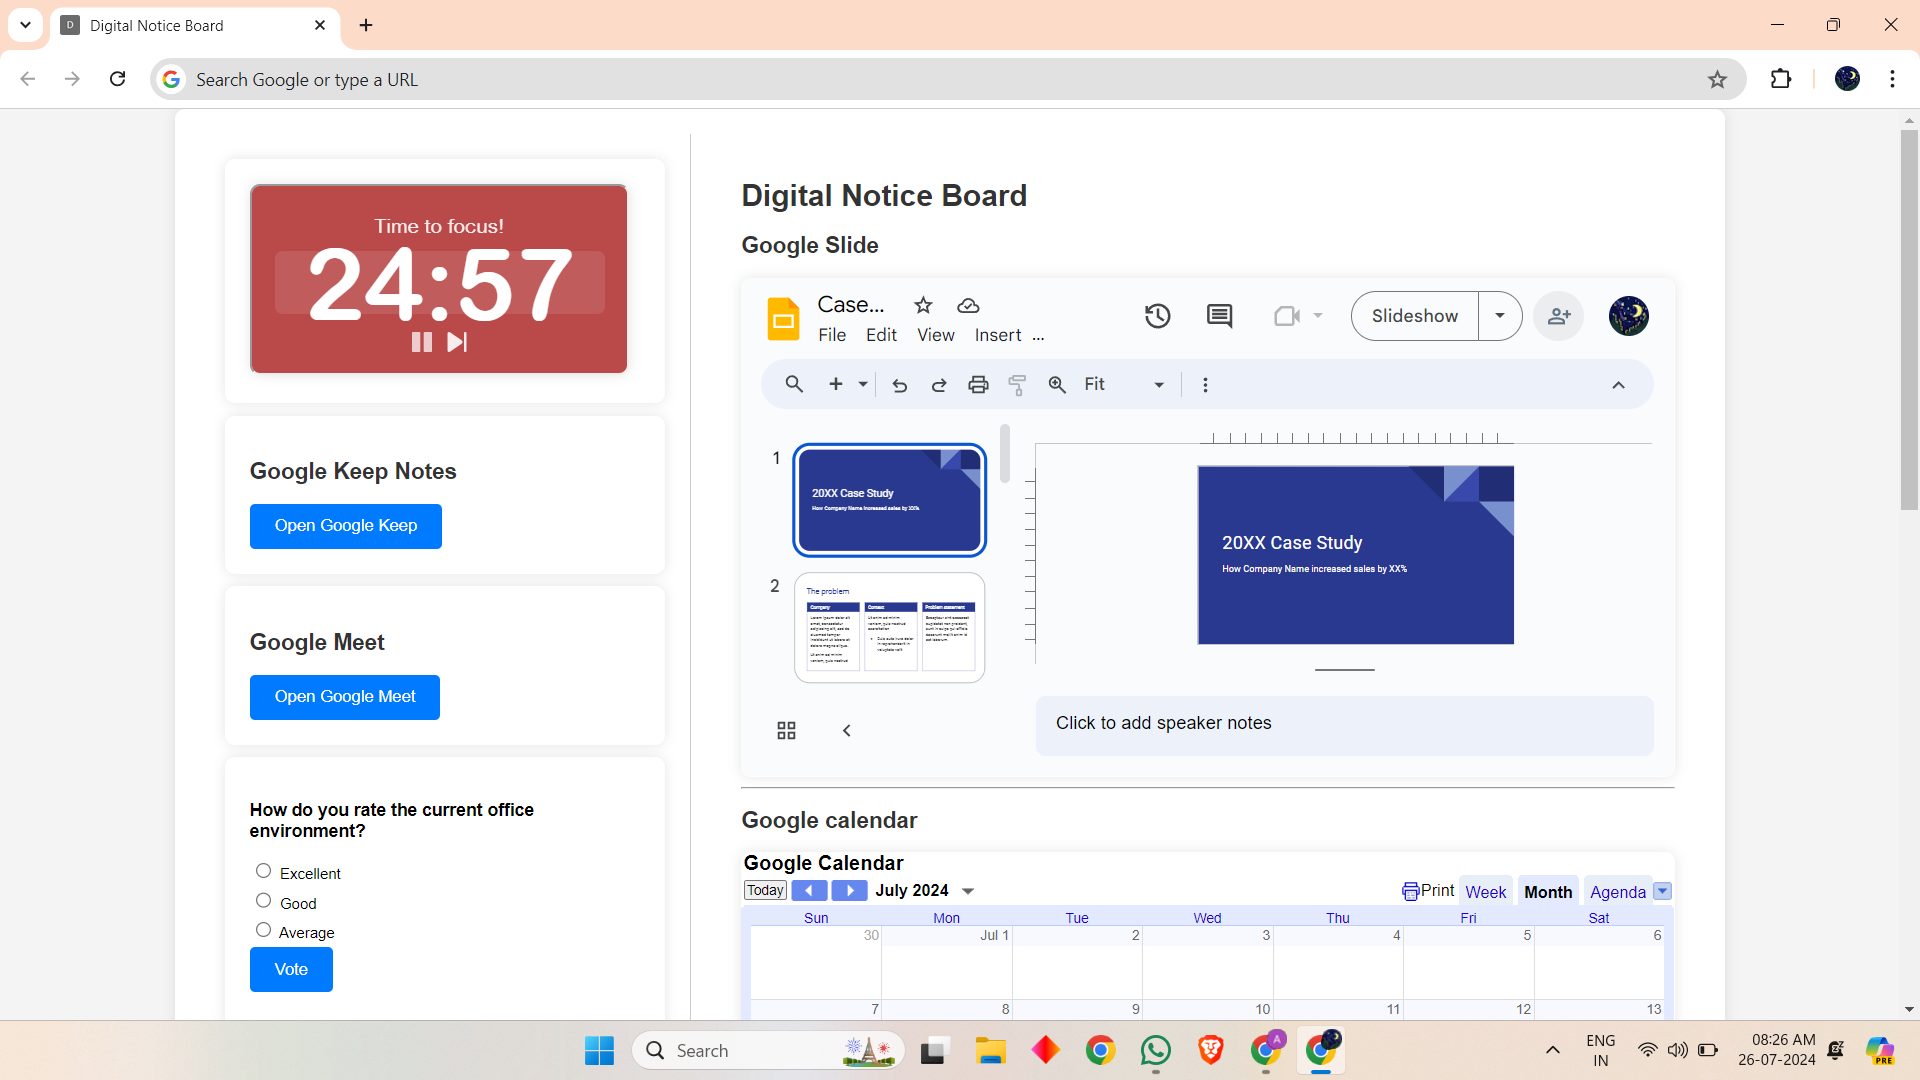 D Digital Notice Board
Search Google or type a URL
Time to focus!
24:57
Google Keep Notes
Open Google Keep
Google Meet
Open Google Meet
How do you rate the current office
environment?
Excellent
Good
Average
Vote
Digital Notice Board
Google Slide
Case...
File Edit View Insert ...
Slideshow
Fit
1
20XX Case Study
How Company Name increased sales by XX%
2
The problem
Company Context Problem statement
20XX Case Study
How Company Name increased sales by XX%
Click to add speaker notes
Google calendar
Google Calendar
Today July 2024 Print Week Month Agenda
Sun Mon Tue Wed Thu Fri Sat
30 Jul 1 2 3 4 5 6
7 8 9 10 11 12 13
Search
A
ENG
IN
08:26 AM
26-07-2024
PRE